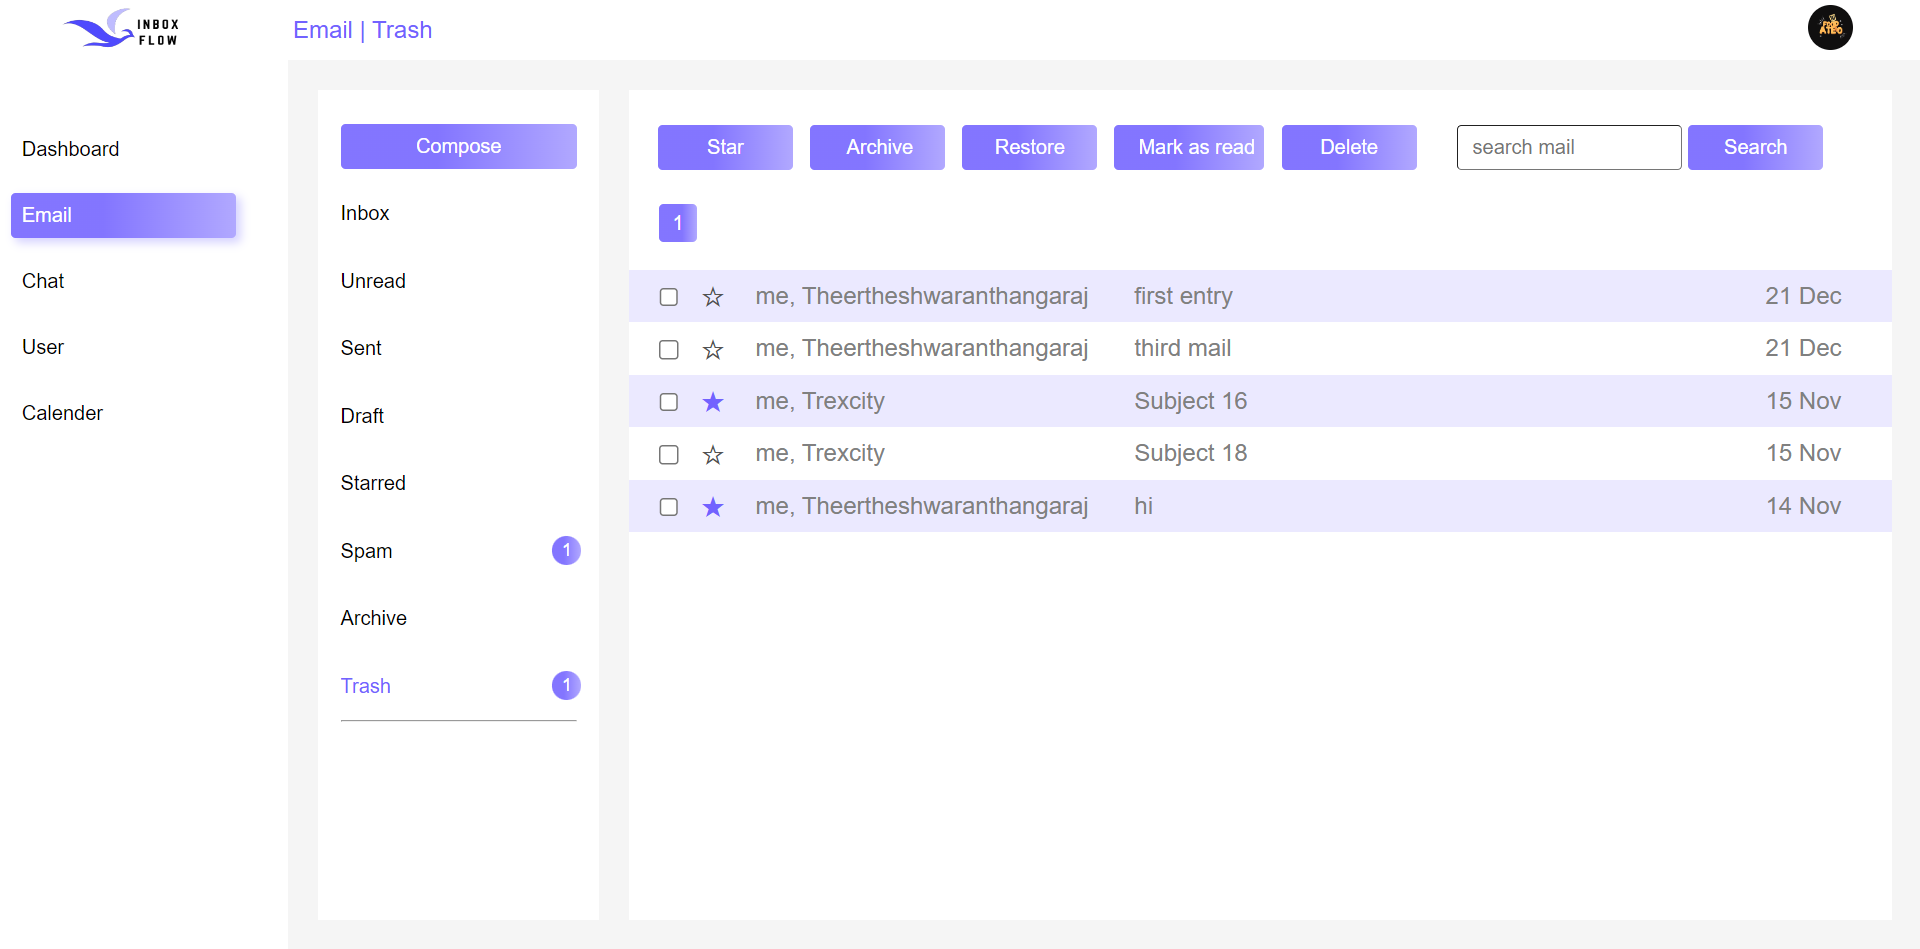 INBOX
FLOW
Email | Trash
FOOD
ATEO
Dashboard
Email
Chat
User
Calender
Compose
Inbox
Unread
Sent
Draft
Starred
Spam 1
Archive
Trash 1
Star Archive Restore Mark as read Delete search mail Search
1
me, Theertheshwaranthangaraj first entry 21 Dec
me, Theertheshwaranthangaraj third mail 21 Dec
me, Trexcity Subject 16 15 Nov
me, Trexcity Subject 18 15 Nov
me, Theertheshwaranthangaraj hi 14 Nov